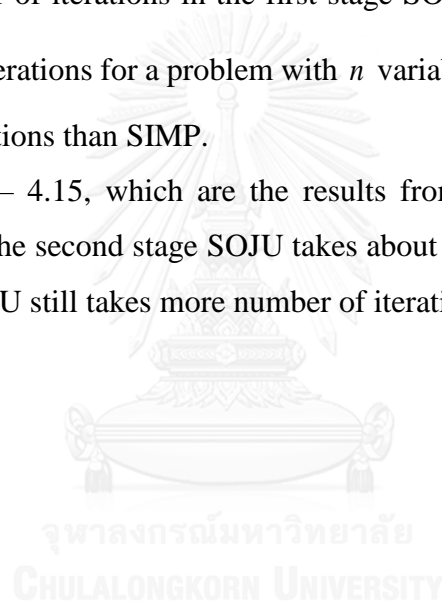 of iterations in the first stage SO
erations for a problem with n varia
tions than SIMP.
– 4.15, which are the results from
he second stage SOJU takes about
U still takes more number of iterati
จุฬาลงกรณ์มหาวิทยาลัย
CHULALONGKORN UNIVERSITY